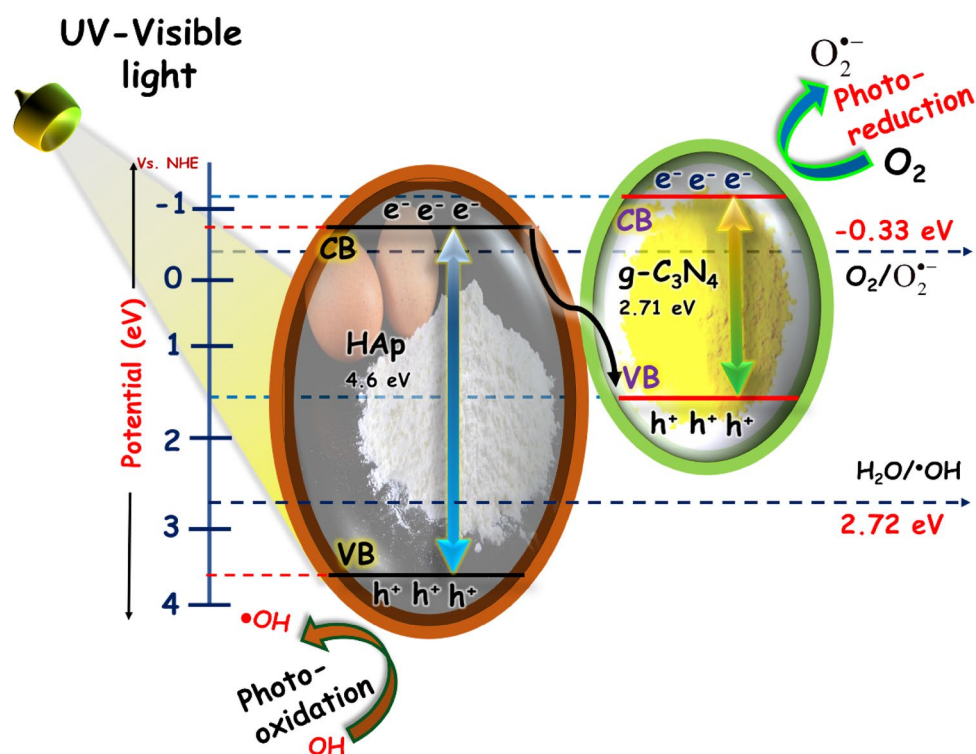 UV-Visible
light
O₂•⁻
Photo-
reduction
O₂
Vs. NHE
-1
0
1
2
3
4
Potential (eV)
e⁻ e⁻ e⁻
CB
HAp
4.6 eV
VB
h⁺ h⁺ h⁺
e⁻ e⁻ e⁻
CB
g-C₃N₄
2.71 eV
VB
h⁺ h⁺ h⁺
-0.33 eV
O₂/O₂•⁻
H₂O/•OH
2.72 eV
•OH
Photo-
oxidation
OH